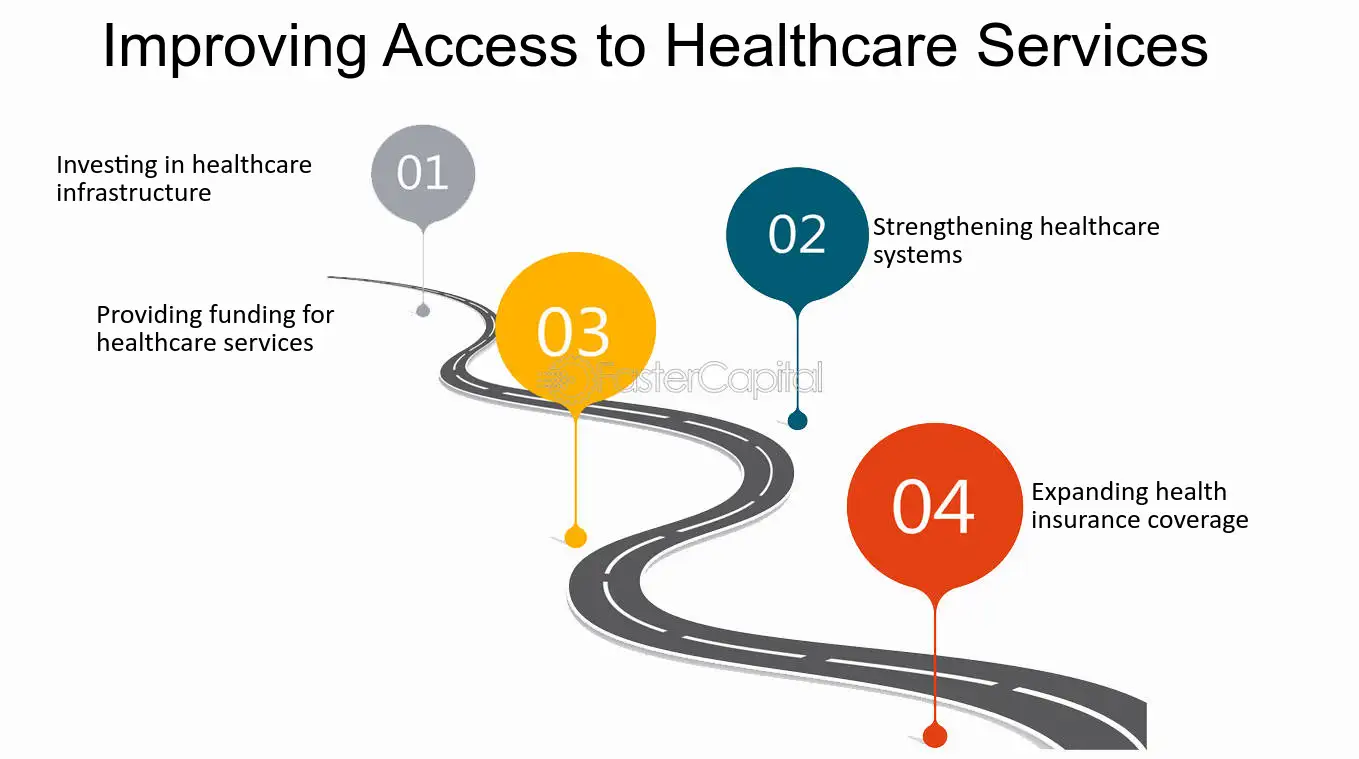 Improving Access to Healthcare Services
01
Investing in healthcare
infrastructure
02
Strengthening healthcare
systems
03
Providing funding for
healthcare services
FasterCapital
04
Expanding health
insurance coverage